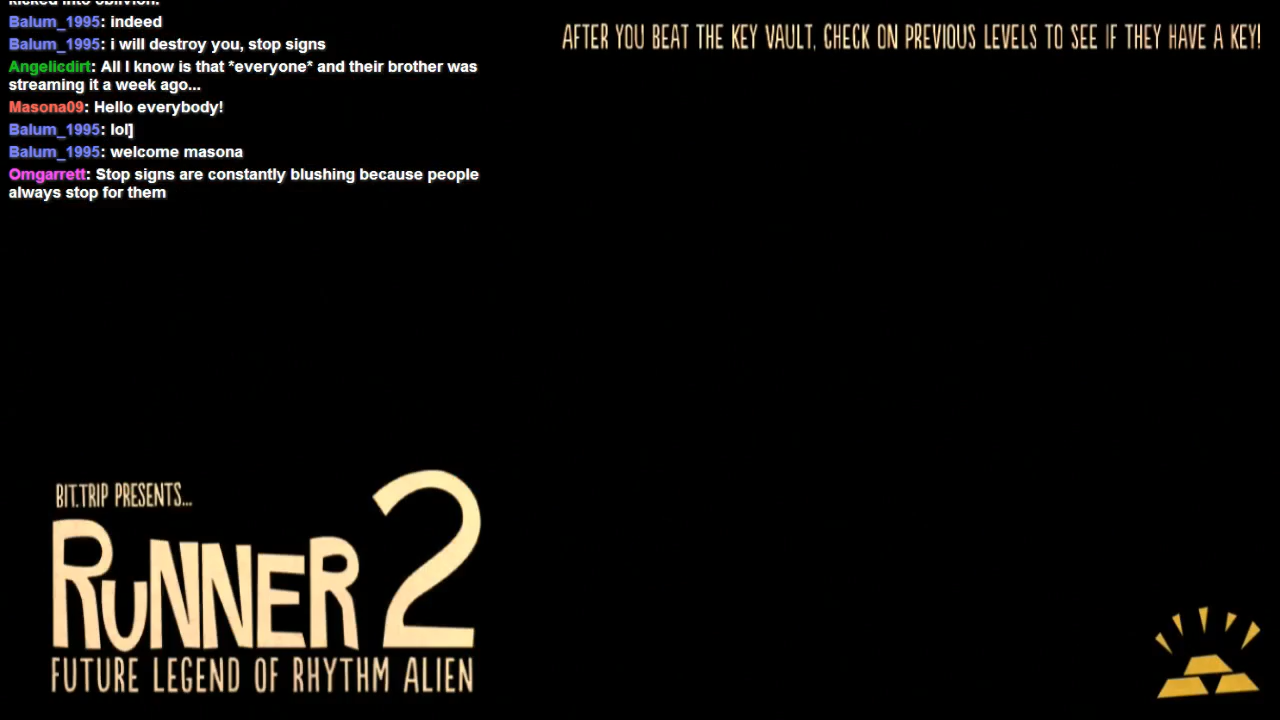 kicked into oblivion.
Balum_1995: indeed
Balum_1995: i will destroy you, stop signs
Angelicdirt: All I know is that *everyone* and their brother was
streaming it a week ago...
Masona09: Hello everybody!
Balum_1995: lol]
Balum_1995: welcome masona
Omgarrett: Stop signs are constantly blushing because people
always stop for them
AFTER YOU BEAT THE KEY VAULT, CHECK ON PREVIOUS LEVELS TO SEE IF THEY HAVE A KEY!
BIT.TRIP PRESENTS...
RUNNER 2
FUTURE LEGEND OF RHYTHM ALIEN